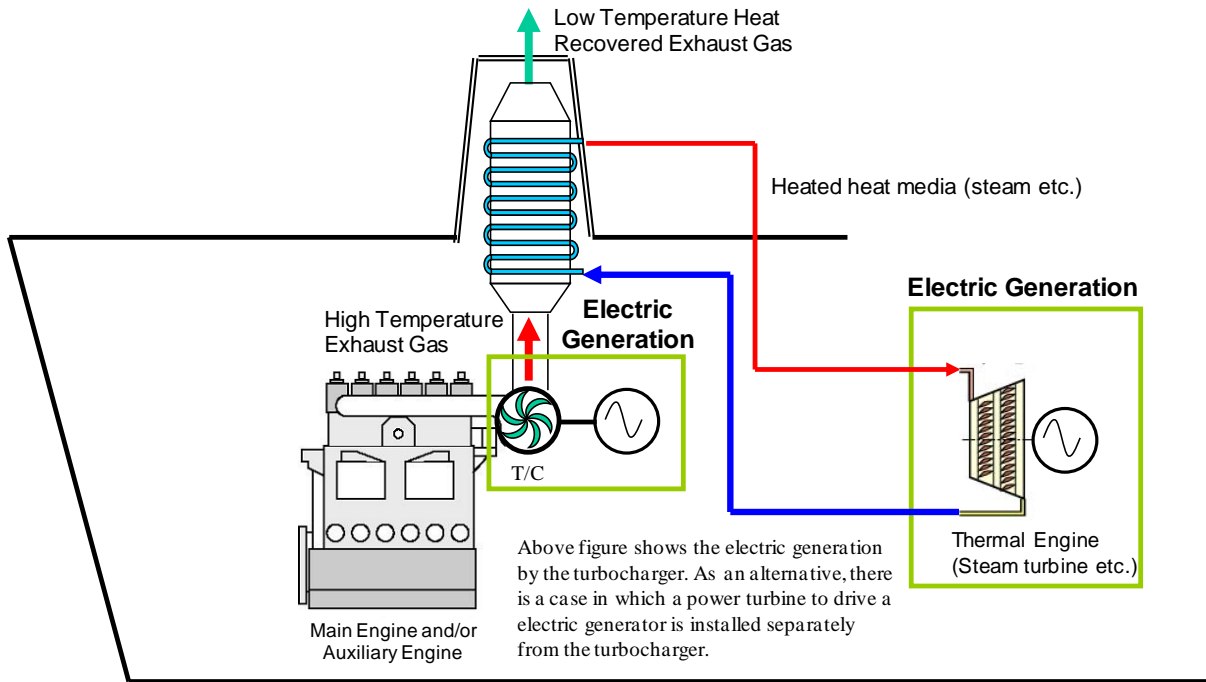 Low Temperature Heat
Recovered Exhaust Gas
Heated heat media (steam etc.)
Electric Generation
High Temperature
Exhaust Gas
Electric
Generation
T/C
Thermal Engine
(Steam turbine etc.)
Above figure shows the electric generation
by the turbocharger. As an alternative, there
is a case in which a power turbine to drive a
electric generator is installed separately
from the turbocharger.
Main Engine and/or
Auxiliary Engine